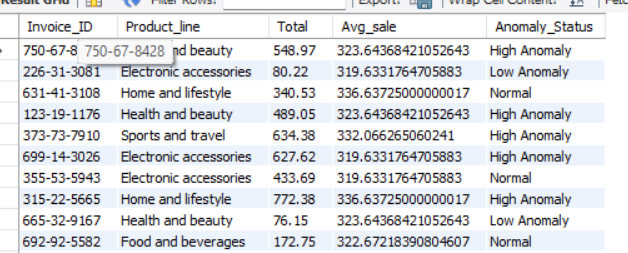 Result Grid Filter Rows: Export: Wrap Cell Content:
Invoice_ID Product_line Total Avg_sale Anomaly_Status
750-67-8 750-67-8428 nd beauty 548.97 323.64368421052643 High Anomaly
226-31-3081 Electronic accessories 80.22 319.6331764705883 Low Anomaly
631-41-3108 Home and lifestyle 340.53 336.63725000000017 Normal
123-19-1176 Health and beauty 489.05 323.64368421052643 High Anomaly
373-73-7910 Sports and travel 634.38 332.066265060241 High Anomaly
699-14-3026 Electronic accessories 627.62 319.6331764705883 High Anomaly
355-53-5943 Electronic accessories 433.69 319.6331764705883 Normal
315-22-5665 Home and lifestyle 772.38 336.63725000000017 High Anomaly
665-32-9167 Health and beauty 76.15 323.64368421052643 Low Anomaly
692-92-5582 Food and beverages 172.75 322.67218390804607 Normal